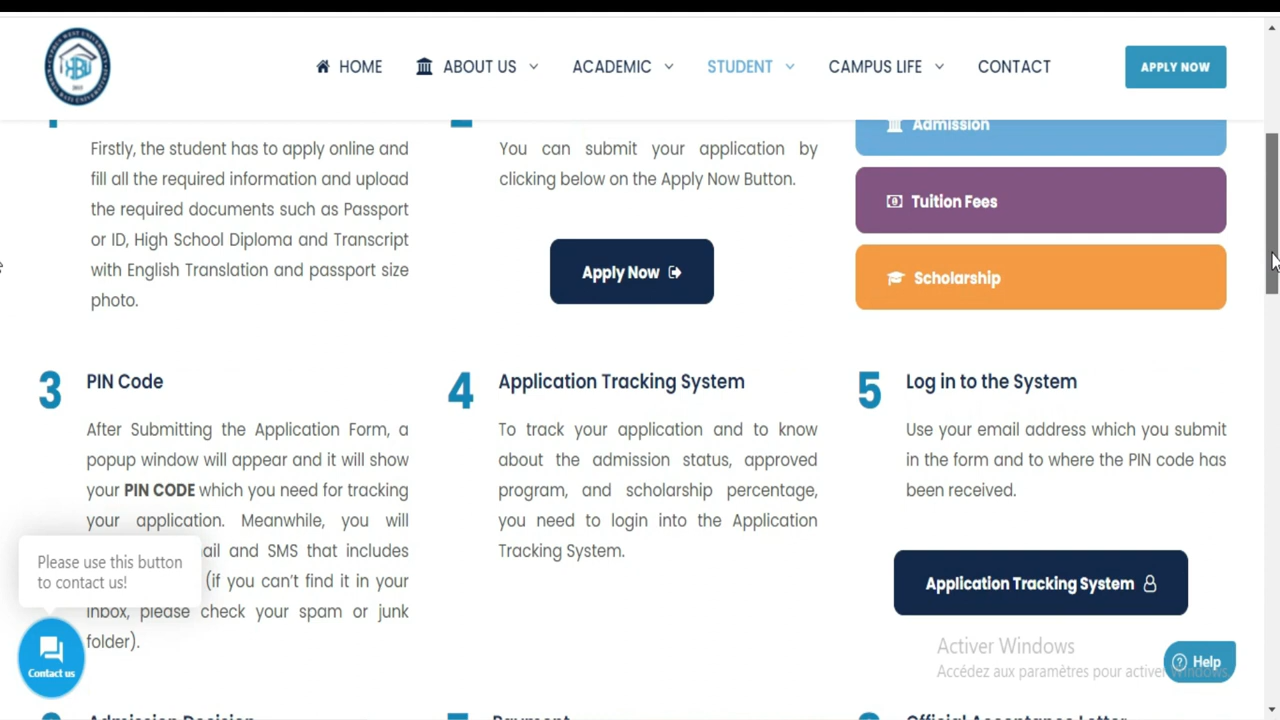 HOME
ABOUT US
ACADEMIC
STUDENT
CAMPUS LIFE
CONTACT
APPLY NOW
Firstly, the student has to apply online and
fill all the required information and upload
the required documents such as Passport
or ID, High School Diploma and Transcript
with English Translation and passport size
photo.
You can submit your application by
clicking below on the Apply Now Button.
Apply Now
Admission
Tuition Fees
Scholarship
3 PIN Code
After Submitting the Application Form, a
popup window will appear and it will show
your PIN CODE which you need for tracking
your application. Meanwhile, you will
and SMS that includes
(if you can't find it in your
inbox, please check your spam or junk
folder).
4 Application Tracking System
To track your application and to know
about the admission status, approved
program, and scholarship percentage,
you need to login into the Application
Tracking System.
5 Log in to the System
Use your email address which you submit
in the form and to where the PIN code has
been received.
Application Tracking System
Please use this button
to contact us!
Contact us
Activer Windows
Accédez aux paramètres pour activer Windows.
Help
Admission Decision
Payment
Official Acceptance Letter